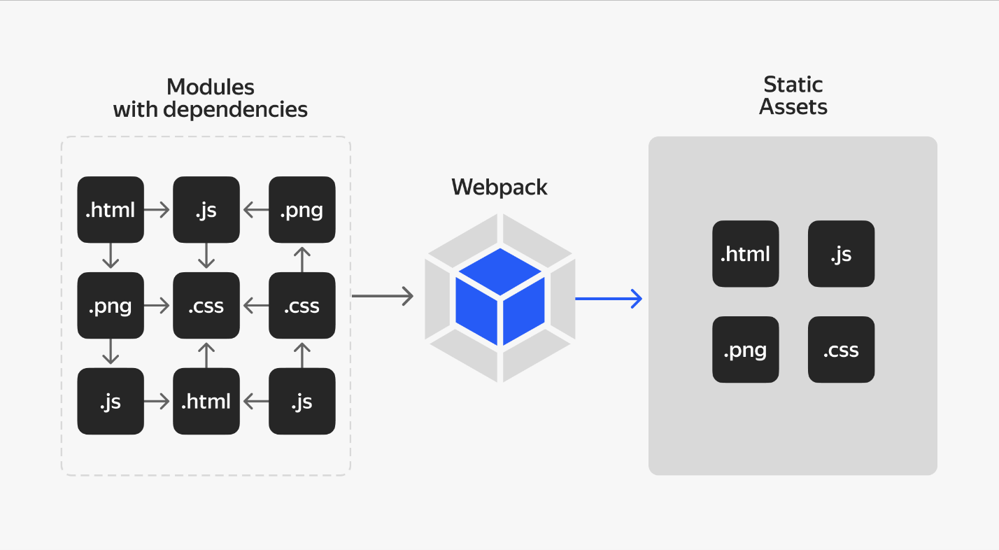 Modules
with dependencies
.html
.js
.png
.png
.css
.css
.js
.html
.js
Webpack
Static
Assets
.html
.js
.png
.css